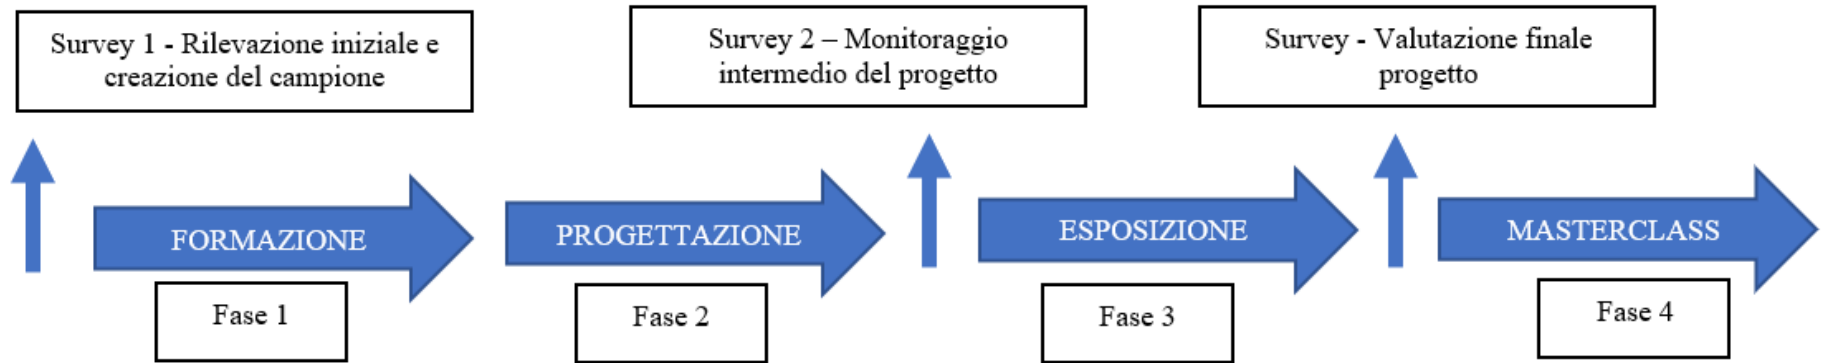 Survey 1 - Rilevazione iniziale e
creazione del campione
Survey 2 – Monitoraggio
intermedio del progetto
Survey - Valutazione finale
progetto
FORMAZIONE
PROGETTAZIONE
ESPOSIZIONE
MASTERCLASS
Fase 1
Fase 2
Fase 3
Fase 4